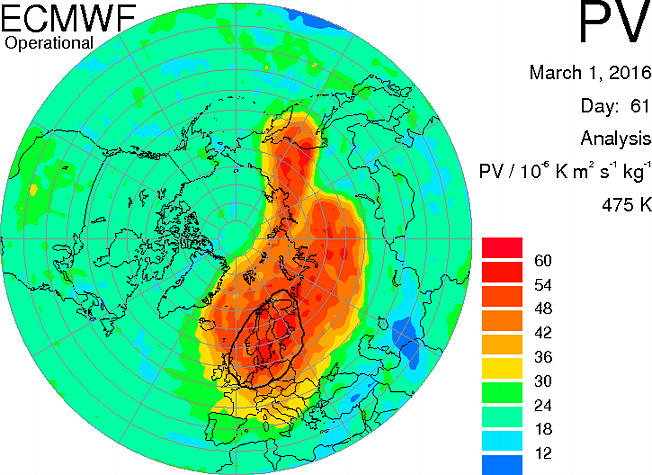 ECMWF
Operational
PV
March 1, 2016
Day: 61
Analysis
PV / 10⁻⁶ K m² s⁻¹ kg⁻¹
475 K
60
54
48
42
36
30
24
18
12